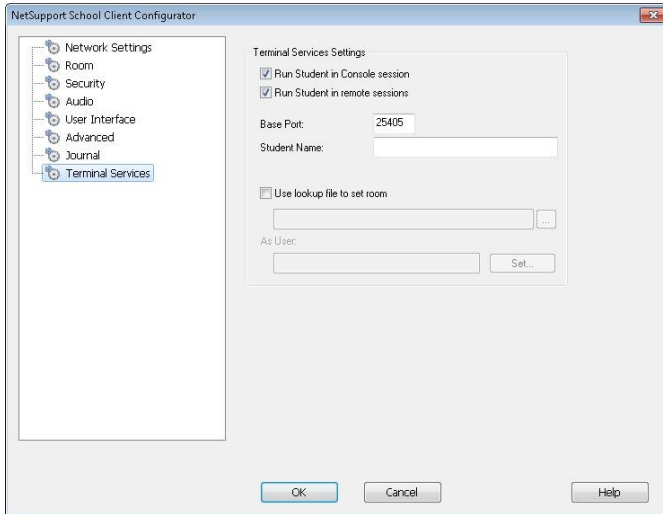 NetSupport School Client Configurator
Network Settings
Room
Security
Audio
User Interface
Advanced
Journal
Terminal Services
Terminal Services Settings
Run Student in Console session
Run Student in remote sessions
Base Port: 25405
Student Name:
Use lookup file to set room
...
As User:
Set...
OK Cancel Help